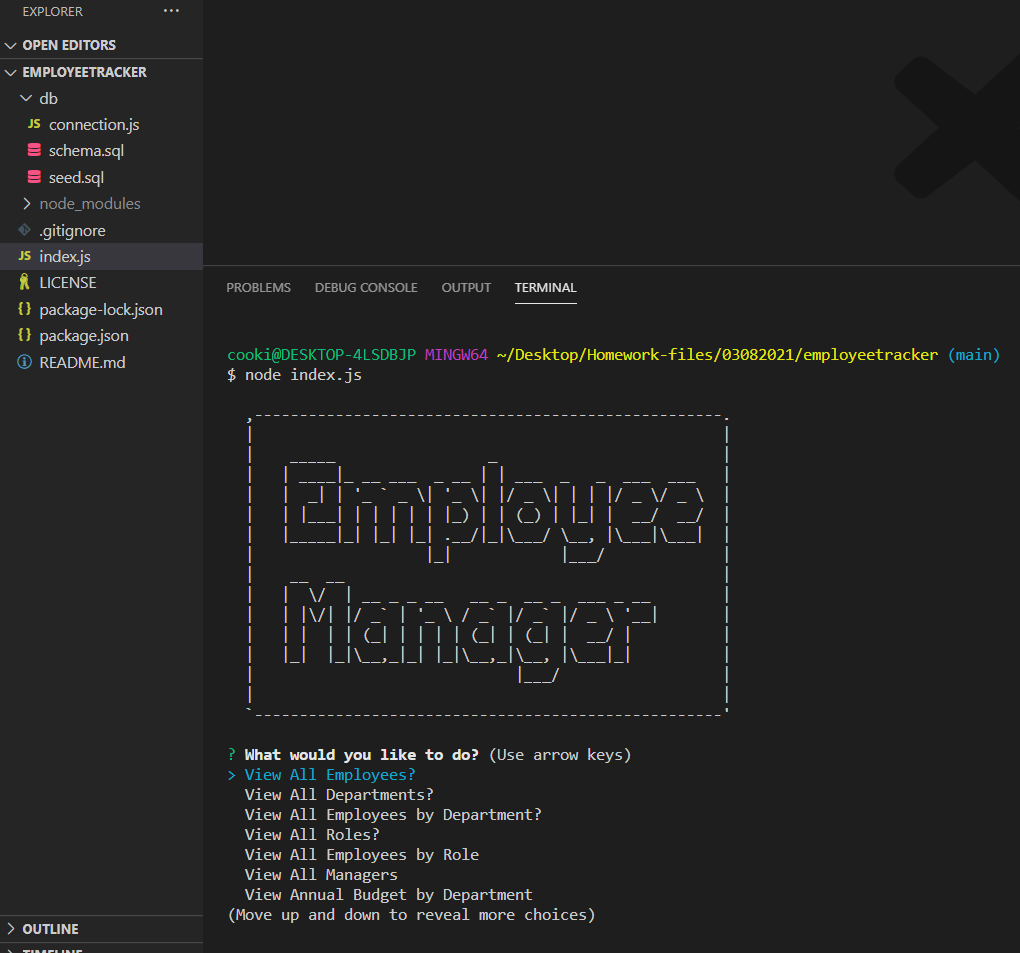 EXPLORER ...
OPEN EDITORS
EMPLOYEETRACKER
db
JS connection.js
schema.sql
seed.sql
node_modules
.gitignore
JS index.js
LICENSE
{} package-lock.json
{} package.json
README.md
OUTLINE
TIMELINE
PROBLEMS DEBUG CONSOLE OUTPUT TERMINAL
cooki@DESKTOP-4LSDBJP MINGW64 ~/Desktop/Homework-files/03082021/employeetracker (main)
$ node index.js
Employee
Manager
? What would you like to do? (Use arrow keys)
> View All Employees?
View All Departments?
View All Employees by Department?
View All Roles?
View All Employees by Role
View All Managers
View Annual Budget by Department
(Move up and down to reveal more choices)